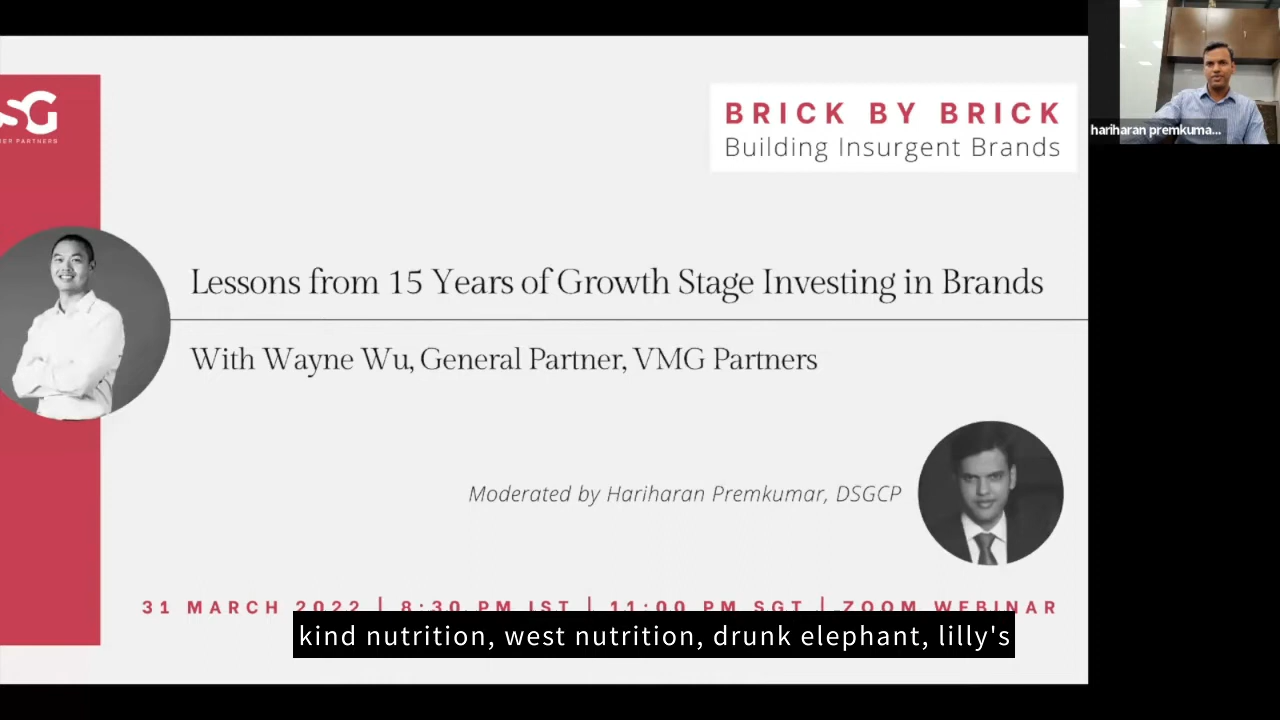 SG
BRICK BY BRICK
Building Insurgent Brands
hariharan premkuma...
Lessons from 15 Years of Growth Stage Investing in Brands
With Wayne Wu, General Partner, VMG Partners
Moderated by Hariharan Premkumar, DSGCP
31 MARCH 2022 | 8:30 PM IST | 11:00 PM SGT | ZOOM WEBINAR
kind nutrition, west nutrition, drunk elephant, lilly's